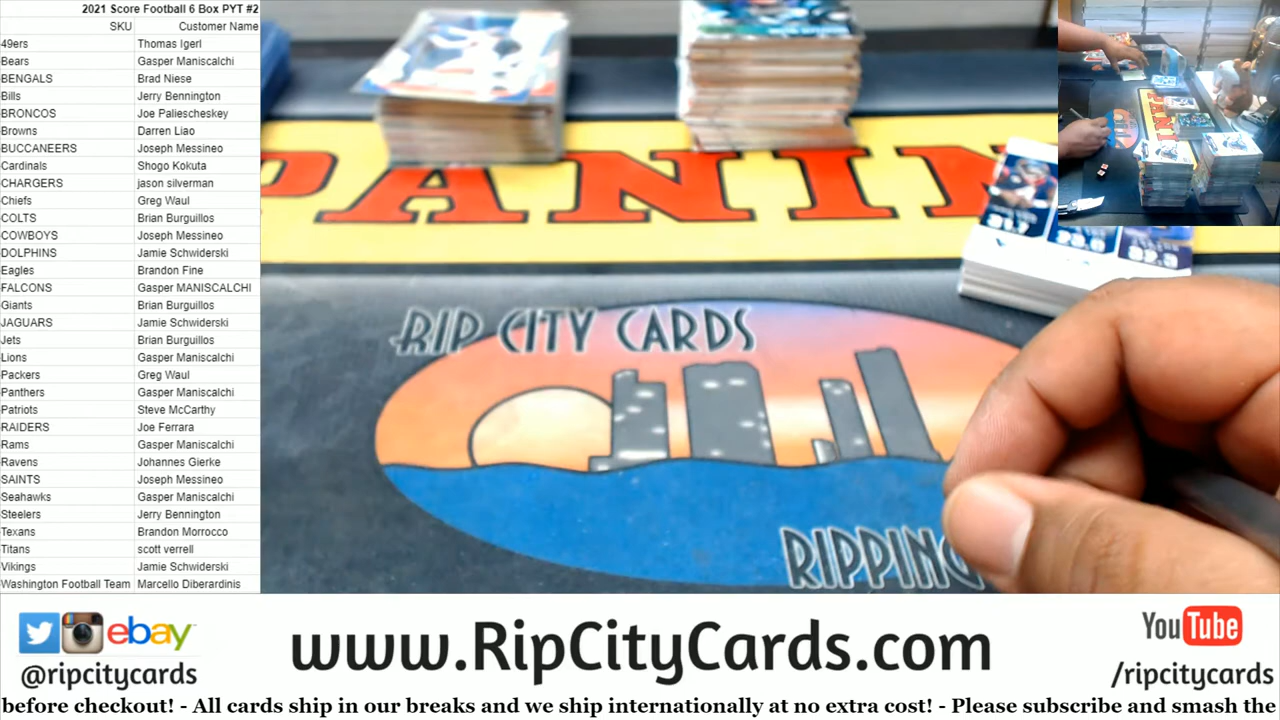 2021 Score Football 6 Box PYT #2
SKU Customer Name
49ers Thomas Igerl
Bears Gasper Maniscalchi
BENGALS Brad Niese
Bills Jerry Bennington
BRONCOS Joe Paliescheskey
Browns Darren Liao
BUCCANEERS Joseph Messineo
Cardinals Shogo Kokuta
CHARGERS jason silverman
Chiefs Greg Waul
COLTS Brian Burguillos
COWBOYS Joseph Messineo
DOLPHINS Jamie Schwiderski
Eagles Brandon Fine
FALCONS Gasper MANISCALCHI
Giants Brian Burguillos
JAGUARS Jamie Schwiderski
Jets Brian Burguillos
Lions Gasper Maniscalchi
Packers Greg Waul
Panthers Gasper Maniscalchi
Patriots Steve McCarthy
RAIDERS Joe Ferrara
Rams Gasper Maniscalchi
Ravens Johannes Gierke
SAINTS Joseph Messineo
Seahawks Gasper Maniscalchi
Steelers Jerry Bennington
Texans Brandon Morrocco
Titans scott verrell
Vikings Jamie Schwiderski
Washington Football Team Marcello Diberardinis
PANINI
RIP CITY CARDS
RIPPING
ebay
@ripcitycards
www.RipCityCards.com
YouTube
/ripcitycards
before checkout! - All cards ship in our breaks and we ship internationally at no extra cost! - Please subscribe and smash the